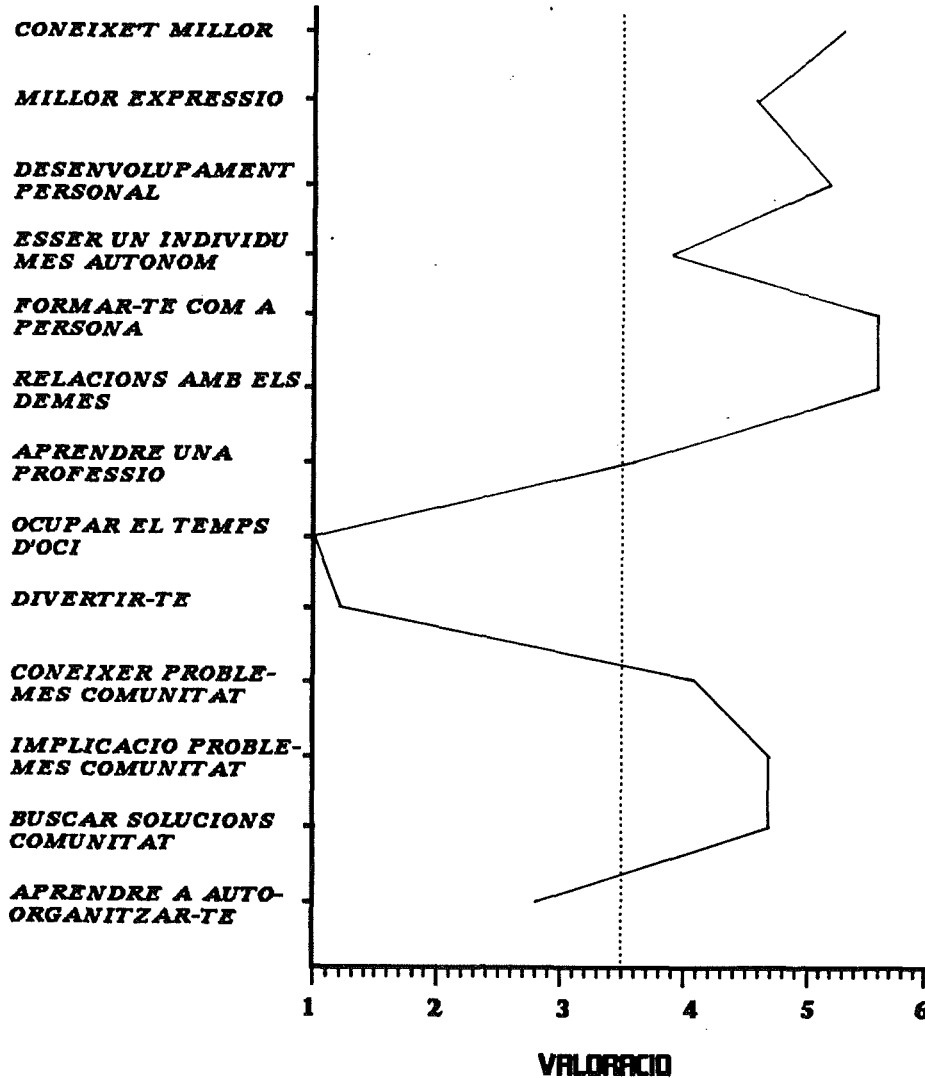 CONEIXE'T MILLOR
MILLOR EXPRESSIO
DESENVOLUPAMENT
PERSONAL
ESSER UN INDIVIDU
MES AUTONOM
FORMAR-TE COM A
PERSONA
RELACIONS AMB ELS
DEMES
APRENDRE UNA
PROFESSIO
OCUPAR EL TEMPS
D'OCI
DIVERTIR-TE
CONEIXER PROBLE-
MES COMUNITAT
IMPLICACIO PROBLE-
MES COMUNITAT
BUSCAR SOLUCIONS
COMUNITAT
APRENDRE A AUTO-
ORGANITZAR-TE
1 2 3 4 5 6
VALORACIO